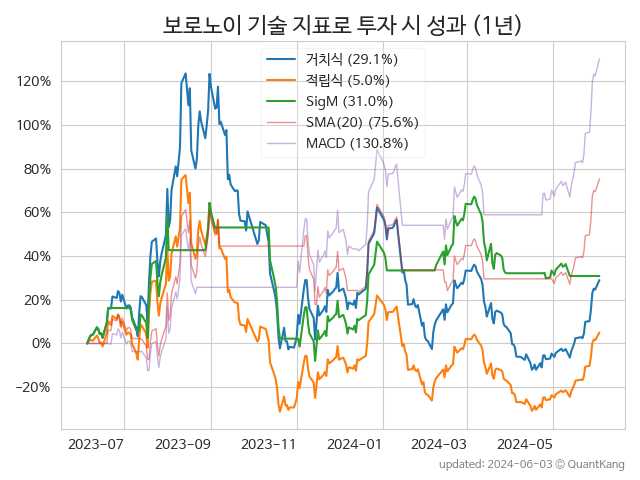 보로노이 기술 지표로 투자 시 성과 (1년)
거치식 (29.1%)
적립식 (5.0%)
SigM (31.0%)
SMA(20) (75.6%)
MACD (130.8%)
120%
100%
80%
60%
40%
20%
0%
−20%
2023−07
2023−09
2023−11
2024−01
2024−03
2024−05
updated: 2024−06−03 ⓒ QuantKang